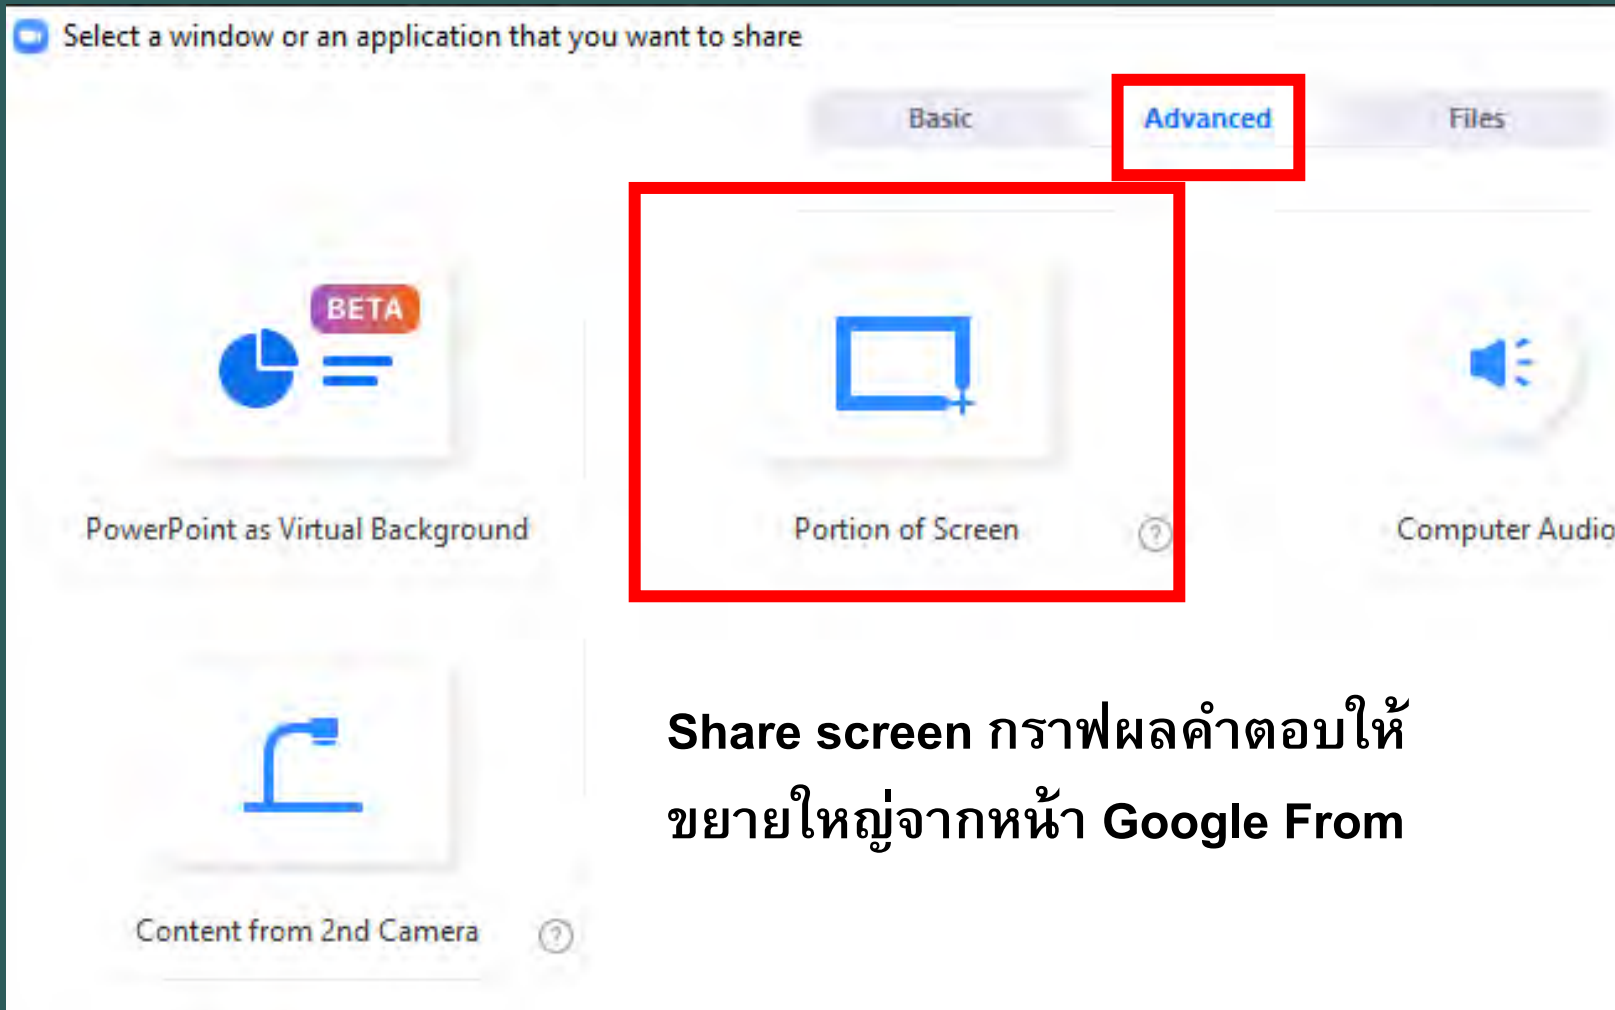 Select a window or an application that you want to share
Basic Advanced Files
BETA
PowerPoint as Virtual Background
Portion of Screen ?
Computer Audio
Share screen กราฟผลคำตอบให้
ขยายใหญ่จากหน้า Google From
Content from 2nd Camera ?